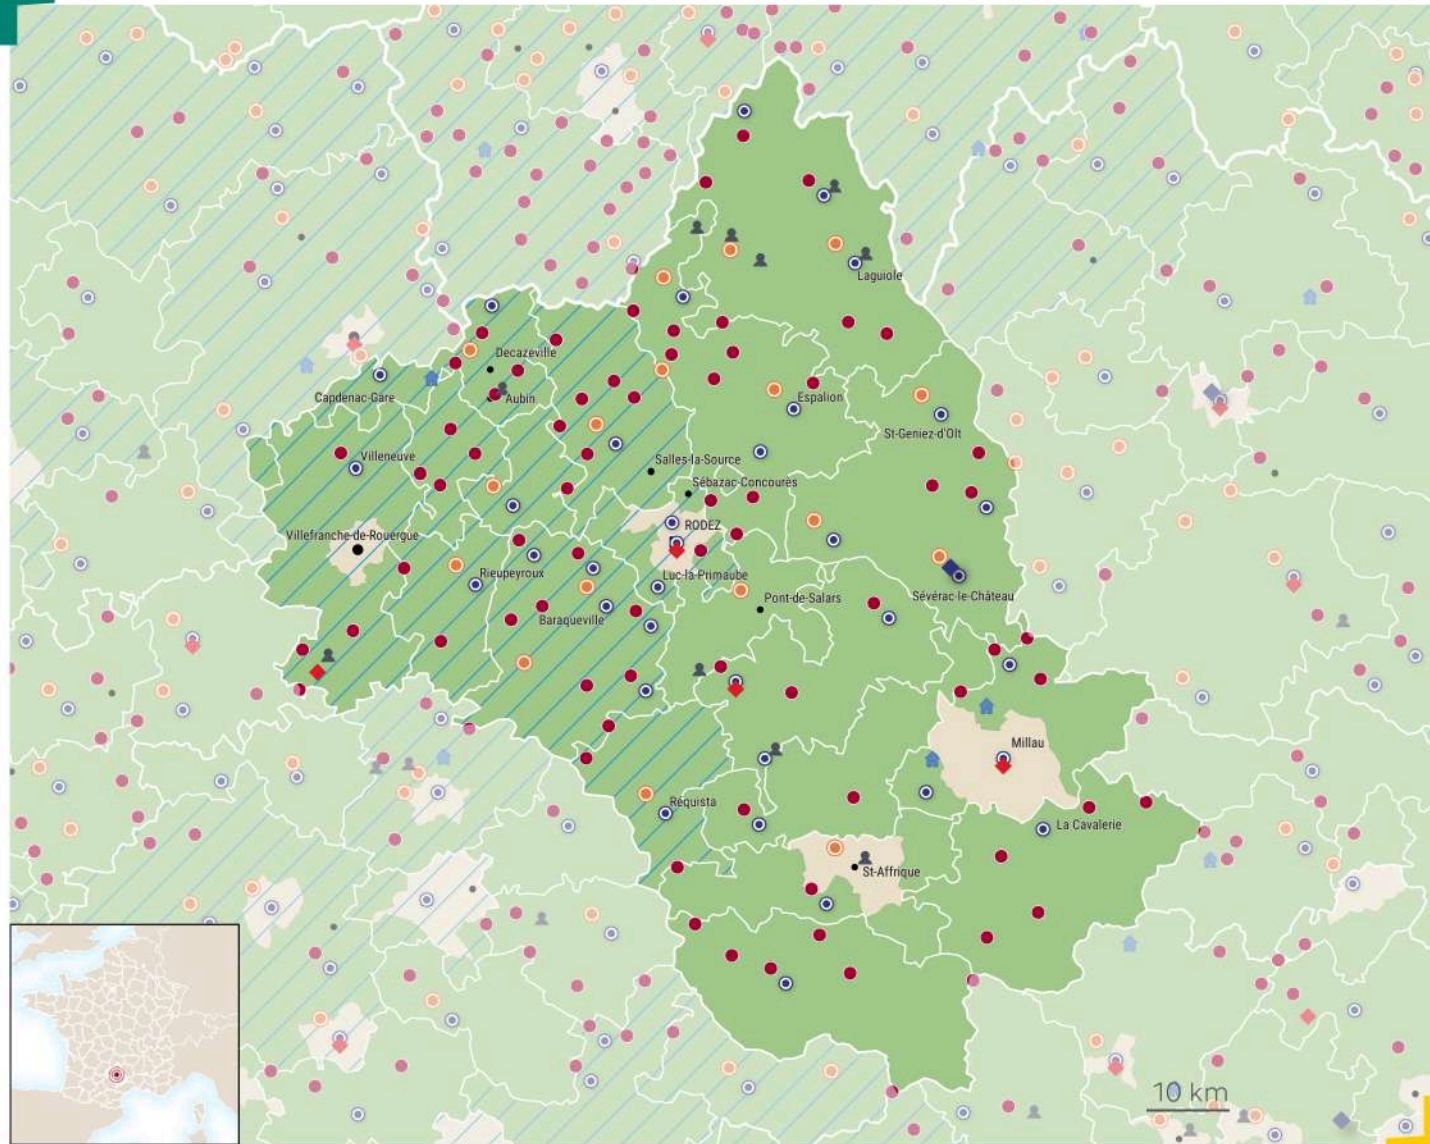 Laguiole
Decazeville
Capdenac-Gare
Aubin
Espalion
St-Geniez-d'Olt
Villeneuve
Salles-la-Source
Sébazac-Concourès
RODEZ
Villefranche-de-Rouergue
Rieupeyroux
Luc-la-Primaube
Pont-de-Salars
Sévérac-le-Château
Baraqueville
Millau
Réquista
La Cavalerie
St-Affrique
10 km